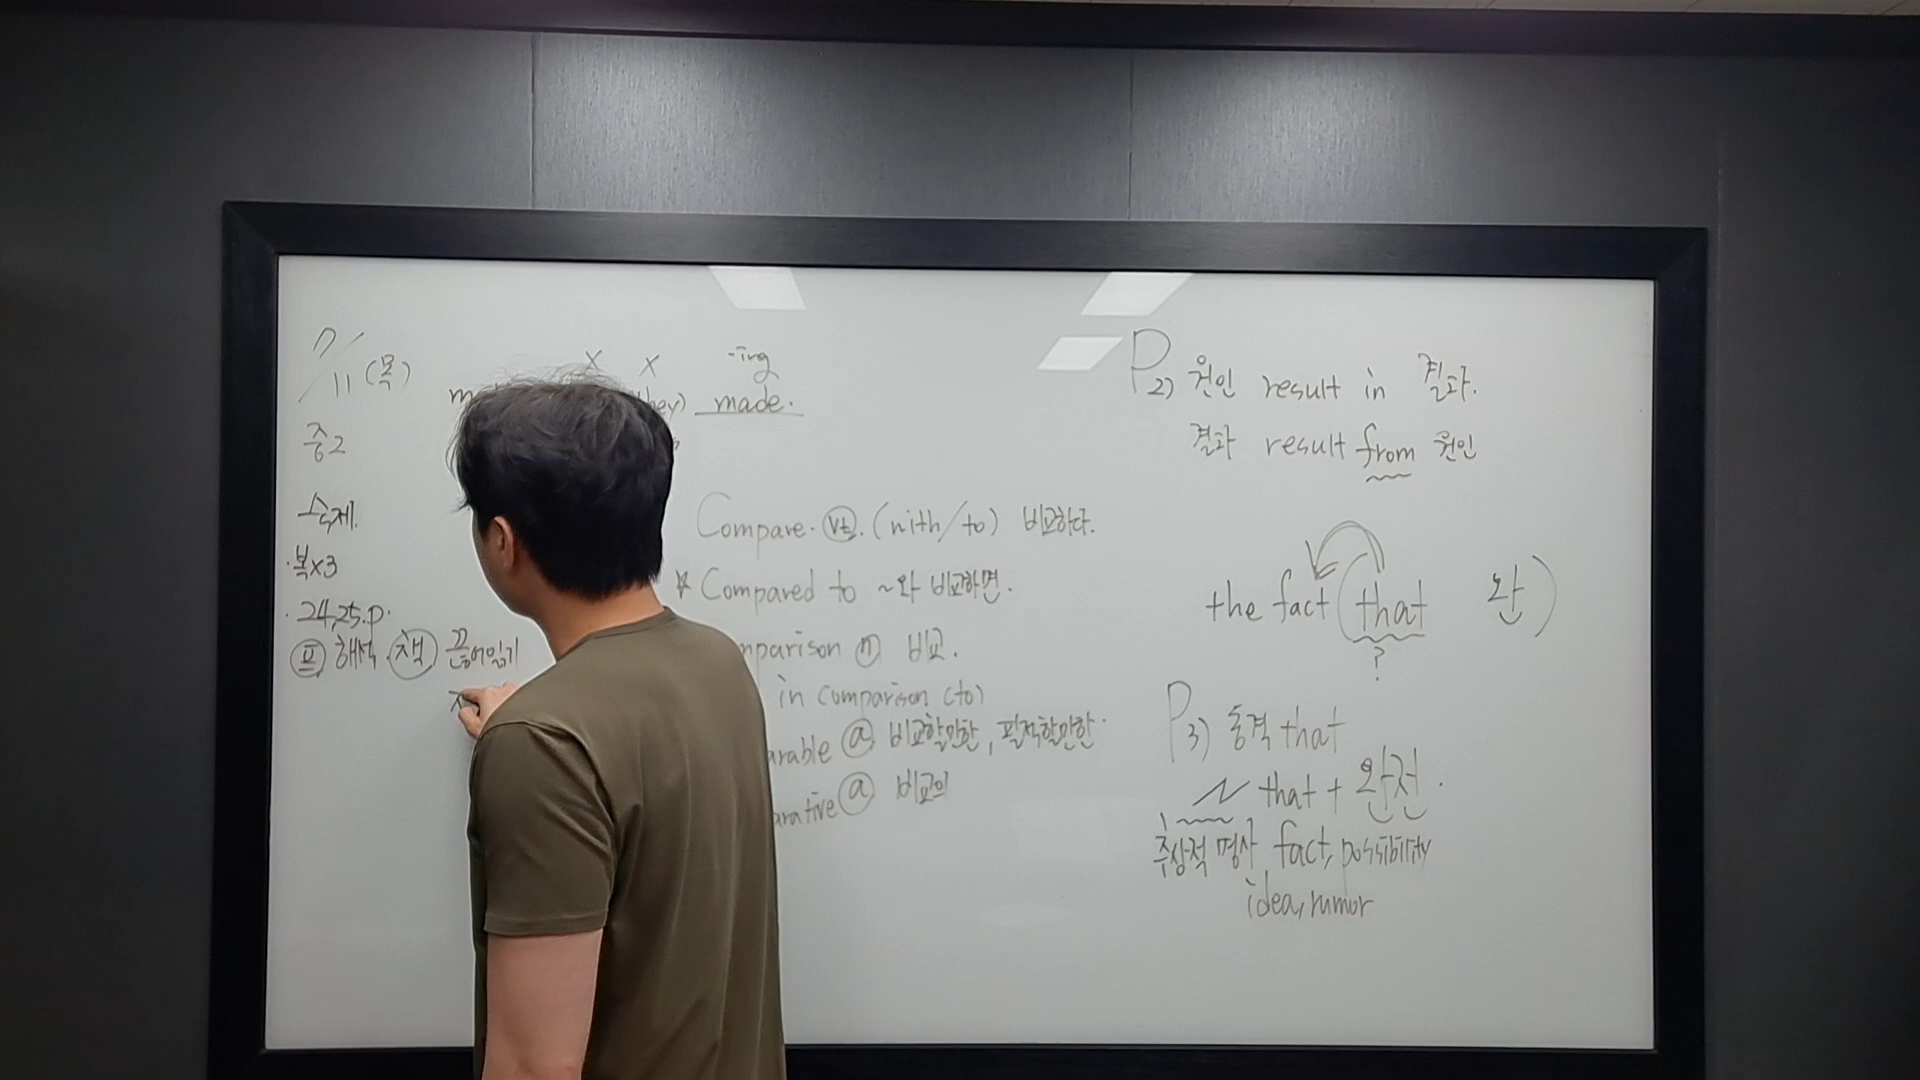 7/11 (목)
중2
숙제.
· 복x3
· 24,25.p.
프 해석. 책 끊어읽기
x x -ing
made.
Compare. vt. (with/to) 비교하다.
☆ Compared to ~와 비교하면.
mparison n 비교.
in comparison (to)
arable a 비교할만한, 필적할만한.
arative a 비교의
P2) 원인 result in 결과.
결과 result from 원인
the fact (that 완)
?
P3) 동격 that
that + 완전.
추상적 명사 fact, possibility
idea, rumor